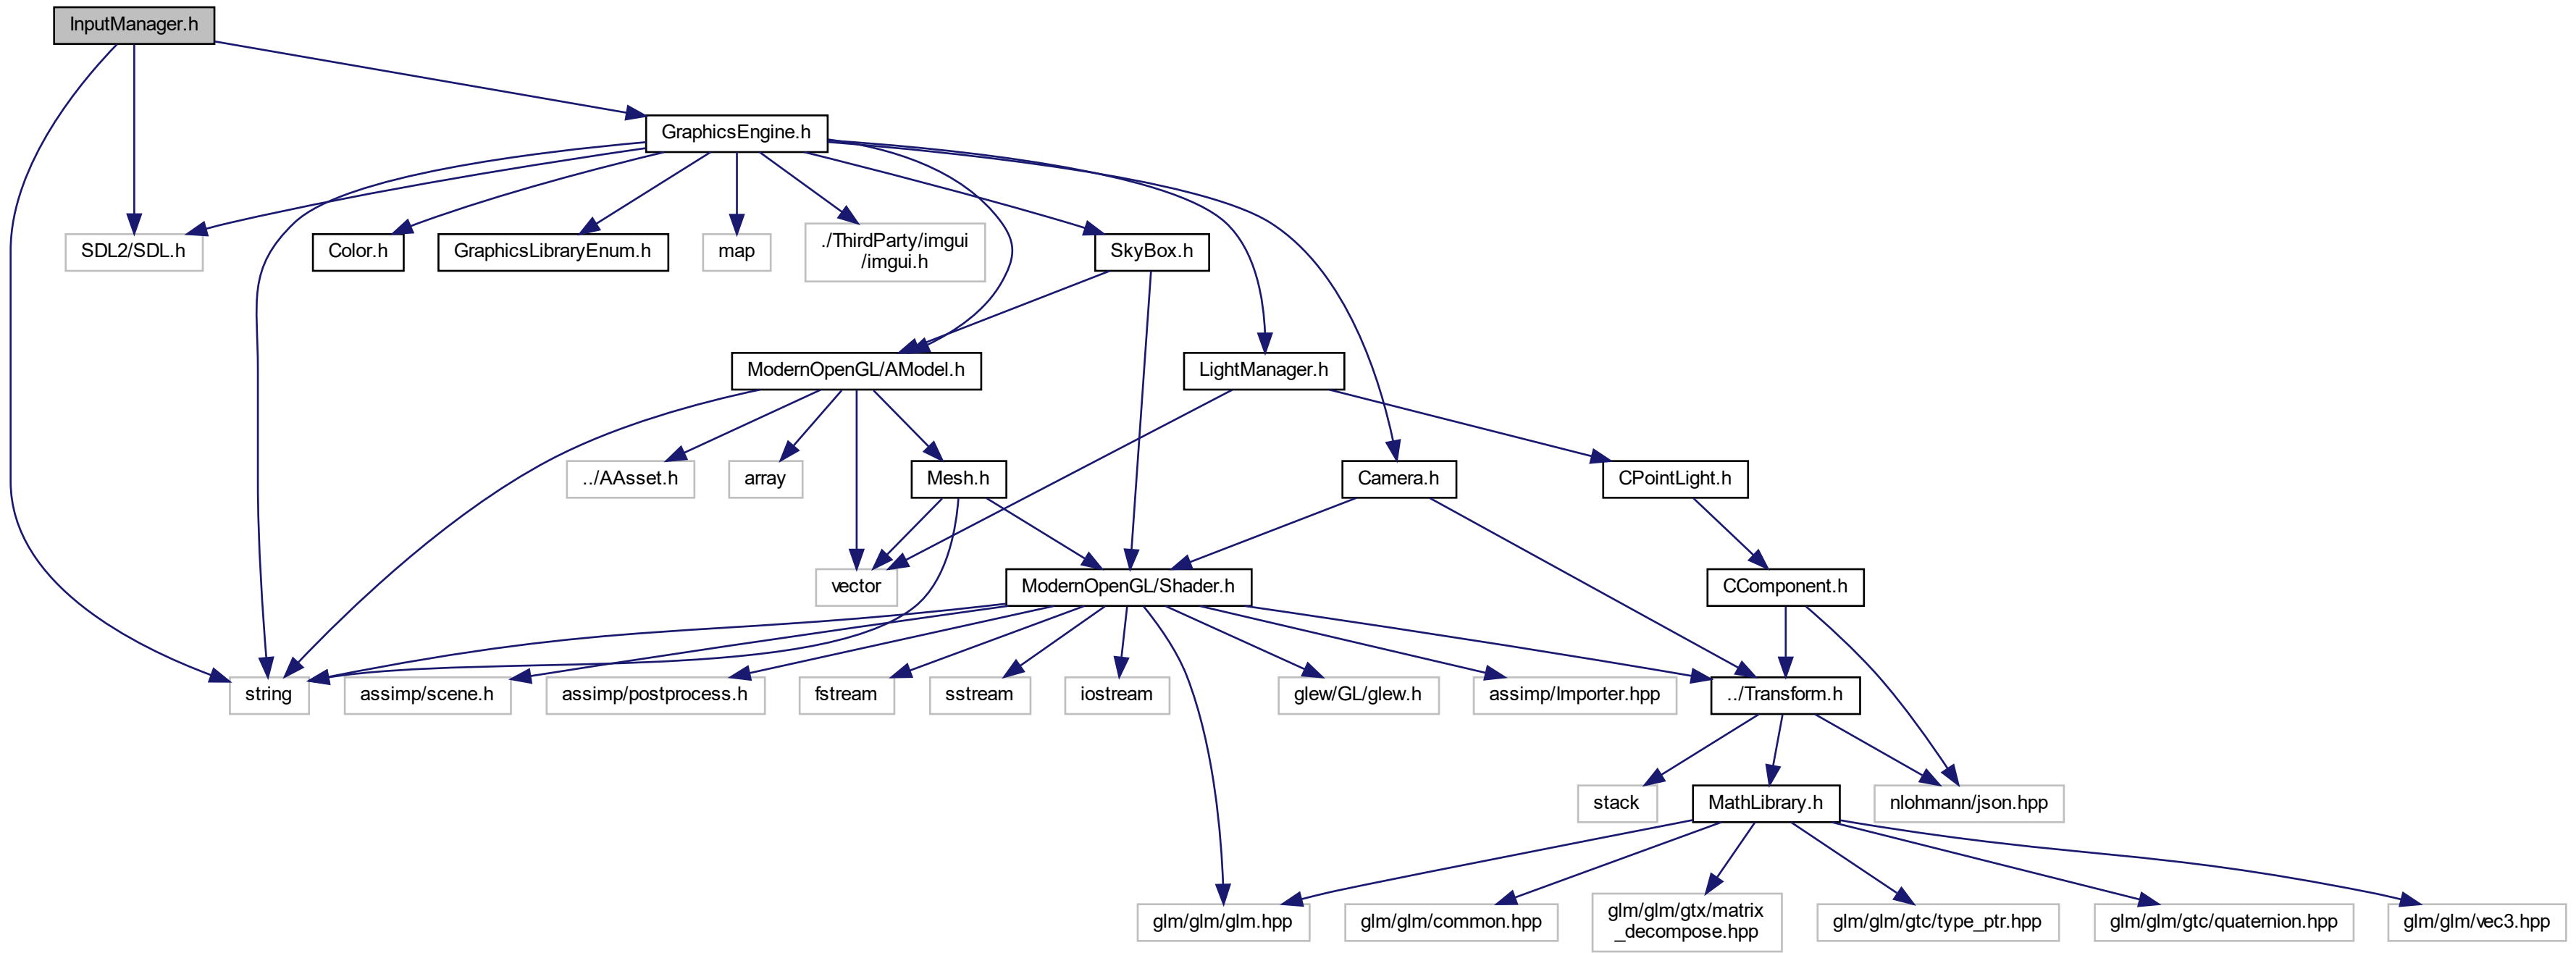 InputManager.h
GraphicsEngine.h
SDL2/SDL.h
Color.h
GraphicsLibraryEnum.h
map
./ThirdParty/imgui
/imgui.h
SkyBox.h
ModernOpenGL/AModel.h
LightManager.h
../AAsset.h
array
Mesh.h
Camera.h
CPointLight.h
vector
ModernOpenGL/Shader.h
CComponent.h
string
assimp/scene.h
assimp/postprocess.h
fstream
sstream
iostream
glew/GL/glew.h
assimp/Importer.hpp
../Transform.h
stack
MathLibrary.h
nlohmann/json.hpp
glm/glm/glm.hpp
glm/glm/common.hpp
glm/glm/gtx/matrix
_decompose.hpp
glm/glm/gtc/type_ptr.hpp
glm/glm/gtc/quaternion.hpp
glm/glm/vec3.hpp